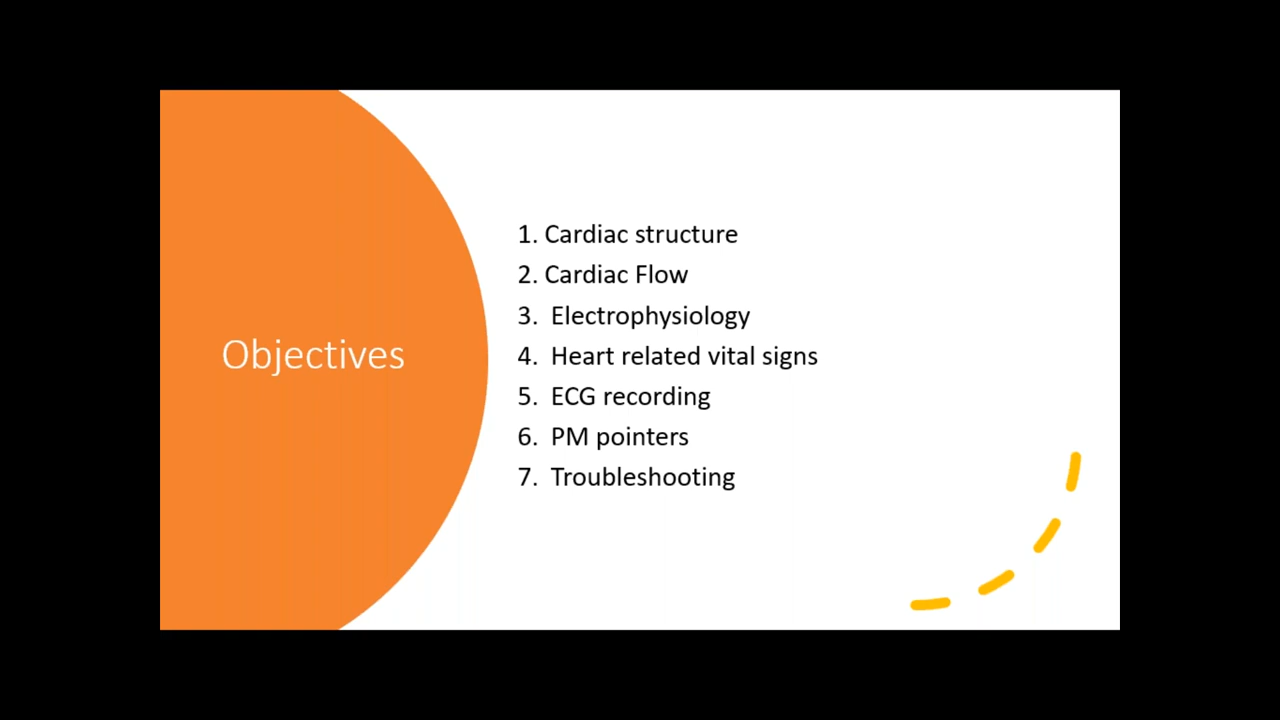 Objectives
1. Cardiac structure
2. Cardiac Flow
3. Electrophysiology
4. Heart related vital signs
5. ECG recording
6. PM pointers
7. Troubleshooting